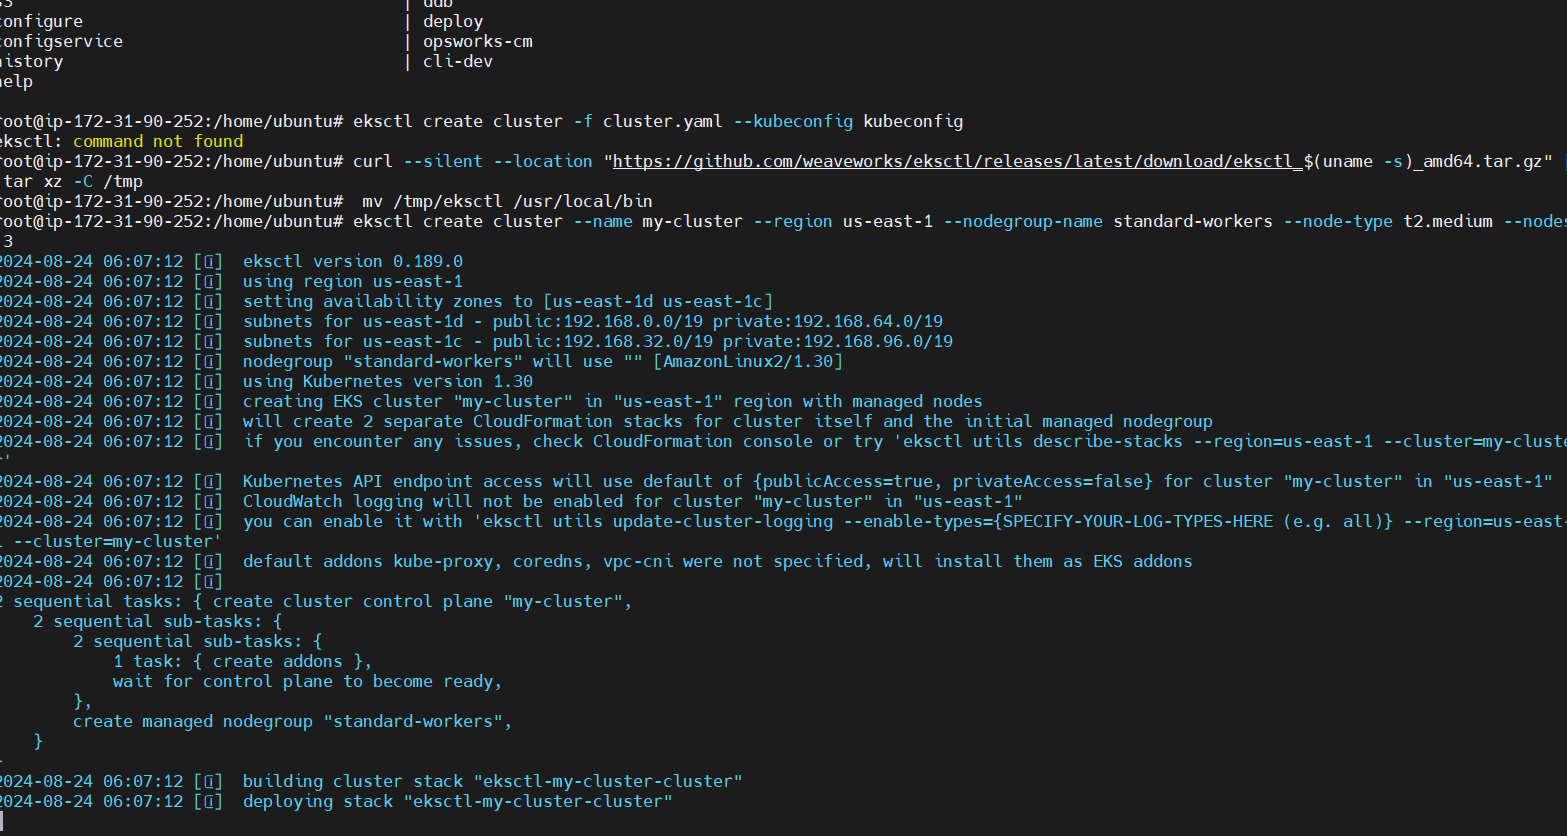 s3 | ddb
onfigure | deploy
onfigservice | opsworks-cm
istory | cli-dev
elp
root@ip-172-31-90-252:/home/ubuntu# eksctl create cluster -f cluster.yaml --kubeconfig kubeconfig
eksctl: command not found
root@ip-172-31-90-252:/home/ubuntu# curl --silent --location "https://github.com/weaveworks/eksctl/releases/latest/download/eksctl_$(uname -s)_amd64.tar.gz" |
tar xz -C /tmp
root@ip-172-31-90-252:/home/ubuntu#  mv /tmp/eksctl /usr/local/bin
root@ip-172-31-90-252:/home/ubuntu# eksctl create cluster --name my-cluster --region us-east-1 --nodegroup-name standard-workers --node-type t2.medium --nodes
3
2024-08-24 06:07:12 [ℹ]  eksctl version 0.189.0
2024-08-24 06:07:12 [ℹ]  using region us-east-1
2024-08-24 06:07:12 [ℹ]  setting availability zones to [us-east-1d us-east-1c]
2024-08-24 06:07:12 [ℹ]  subnets for us-east-1d - public:192.168.0.0/19 private:192.168.64.0/19
2024-08-24 06:07:12 [ℹ]  subnets for us-east-1c - public:192.168.32.0/19 private:192.168.96.0/19
2024-08-24 06:07:12 [ℹ]  nodegroup "standard-workers" will use "" [AmazonLinux2/1.30]
2024-08-24 06:07:12 [ℹ]  using Kubernetes version 1.30
2024-08-24 06:07:12 [ℹ]  creating EKS cluster "my-cluster" in "us-east-1" region with managed nodes
2024-08-24 06:07:12 [ℹ]  will create 2 separate CloudFormation stacks for cluster itself and the initial managed nodegroup
2024-08-24 06:07:12 [ℹ]  if you encounter any issues, check CloudFormation console or try 'eksctl utils describe-stacks --region=us-east-1 --cluster=my-cluste
r'
2024-08-24 06:07:12 [ℹ]  Kubernetes API endpoint access will use default of {publicAccess=true, privateAccess=false} for cluster "my-cluster" in "us-east-1"
2024-08-24 06:07:12 [ℹ]  CloudWatch logging will not be enabled for cluster "my-cluster" in "us-east-1"
2024-08-24 06:07:12 [ℹ]  you can enable it with 'eksctl utils update-cluster-logging --enable-types={SPECIFY-YOUR-LOG-TYPES-HERE (e.g. all)} --region=us-east-
1 --cluster=my-cluster'
2024-08-24 06:07:12 [ℹ]  default addons kube-proxy, coredns, vpc-cni were not specified, will install them as EKS addons
2024-08-24 06:07:12 [ℹ]
2 sequential tasks: { create cluster control plane "my-cluster",
2 sequential sub-tasks: {
2 sequential sub-tasks: {
1 task: { create addons },
wait for control plane to become ready,
},
create managed nodegroup "standard-workers",
}
}
2024-08-24 06:07:12 [ℹ]  building cluster stack "eksctl-my-cluster-cluster"
2024-08-24 06:07:12 [ℹ]  deploying stack "eksctl-my-cluster-cluster"